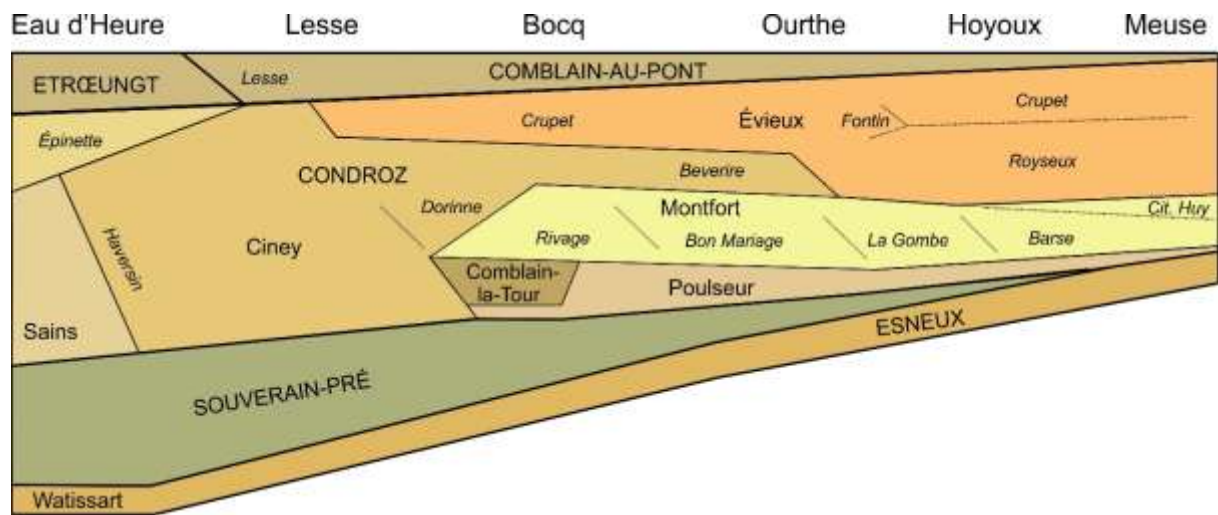 Eau d'Heure Lesse Bocq Ourthe Hoyoux Meuse
ETRŒUNGT
Lesse
COMBLAIN-AU-PONT
Épinette
Crupet
Évieux
Fontin
Crupet
Royseux
CONDROZ
Beverire
Dorinne
Montfort
Cit. Huy
Haversin
Ciney
Rivage
Bon Mariage
La Gombe
Barse
Comblain-
la-Tour
Poulseur
Sains
ESNEUX
SOUVERAIN-PRÉ
Watissart